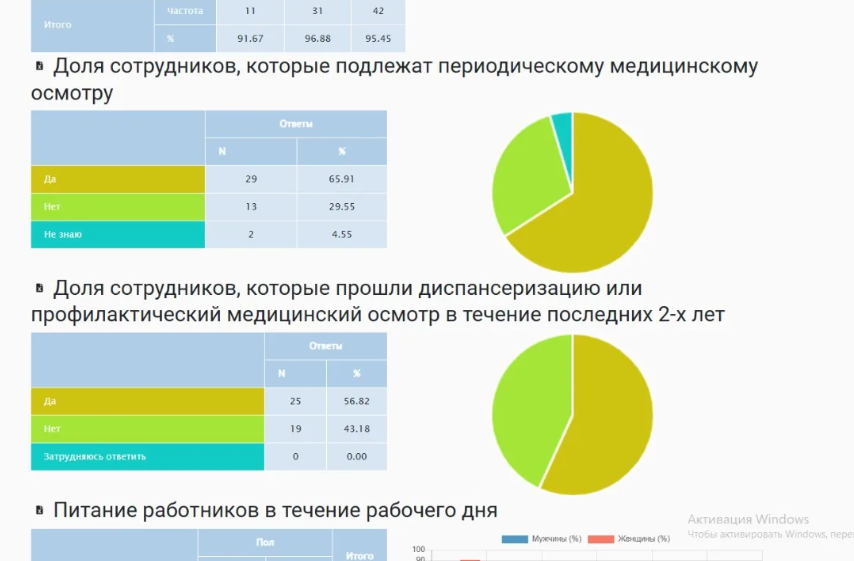 Итого
Частота 11 31 42
% 91.67 96.88 95.45
Доля сотрудников, которые подлежат периодическому медицинскому
осмотру
Ответы
N %
Да 29 65.91
Нет 13 29.55
Не знаю 2 4.55
Доля сотрудников, которые прошли диспансеризацию или
профилактический медицинский осмотр в течение последних 2-х лет
Ответы
N %
Да 25 56.82
Нет 19 43.18
Затрудняюсь ответить 0 0.00
Питание работников в течение рабочего дня
Пол
Итого
Мужчины (%) Женщины (%)
100
90
Активация Windows
Чтобы активировать Windows,